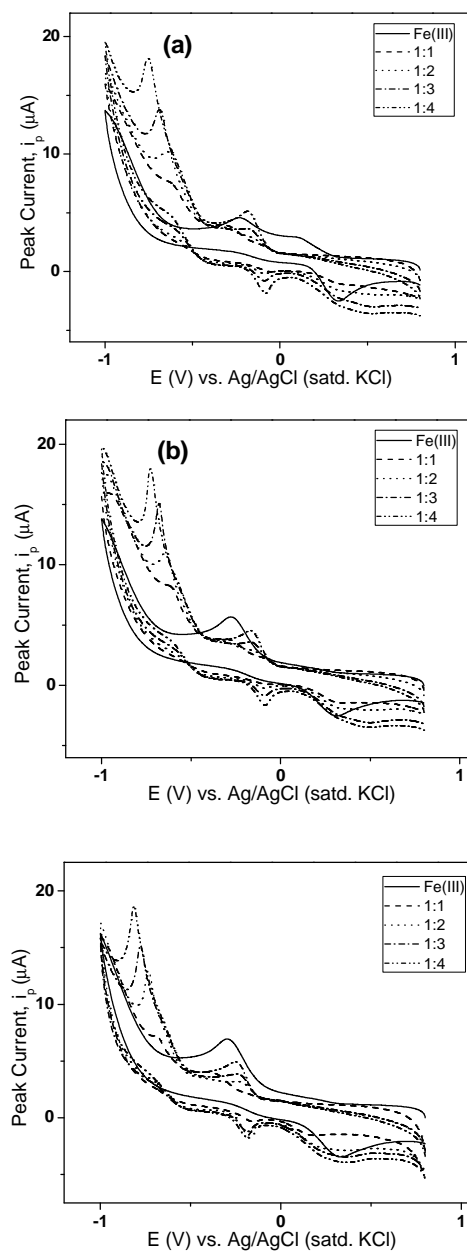 (a)
Fe(III)
1:1
1:2
1:3
1:4
20
10
0
Peak Current, i_p (μA)
-1
0
1
E (V) vs. Ag/AgCl (satd. KCl)
(b)
Fe(III)
1:1
1:2
1:3
1:4
20
10
0
Peak Current, i_p (μA)
-1
0
1
E (V) vs. Ag/AgCl (satd. KCl)
Fe(III)
1:1
1:2
1:3
1:4
20
10
0
Peak Current, i_p (μA)
-1
0
1
E (V) vs. Ag/AgCl (satd. KCl)